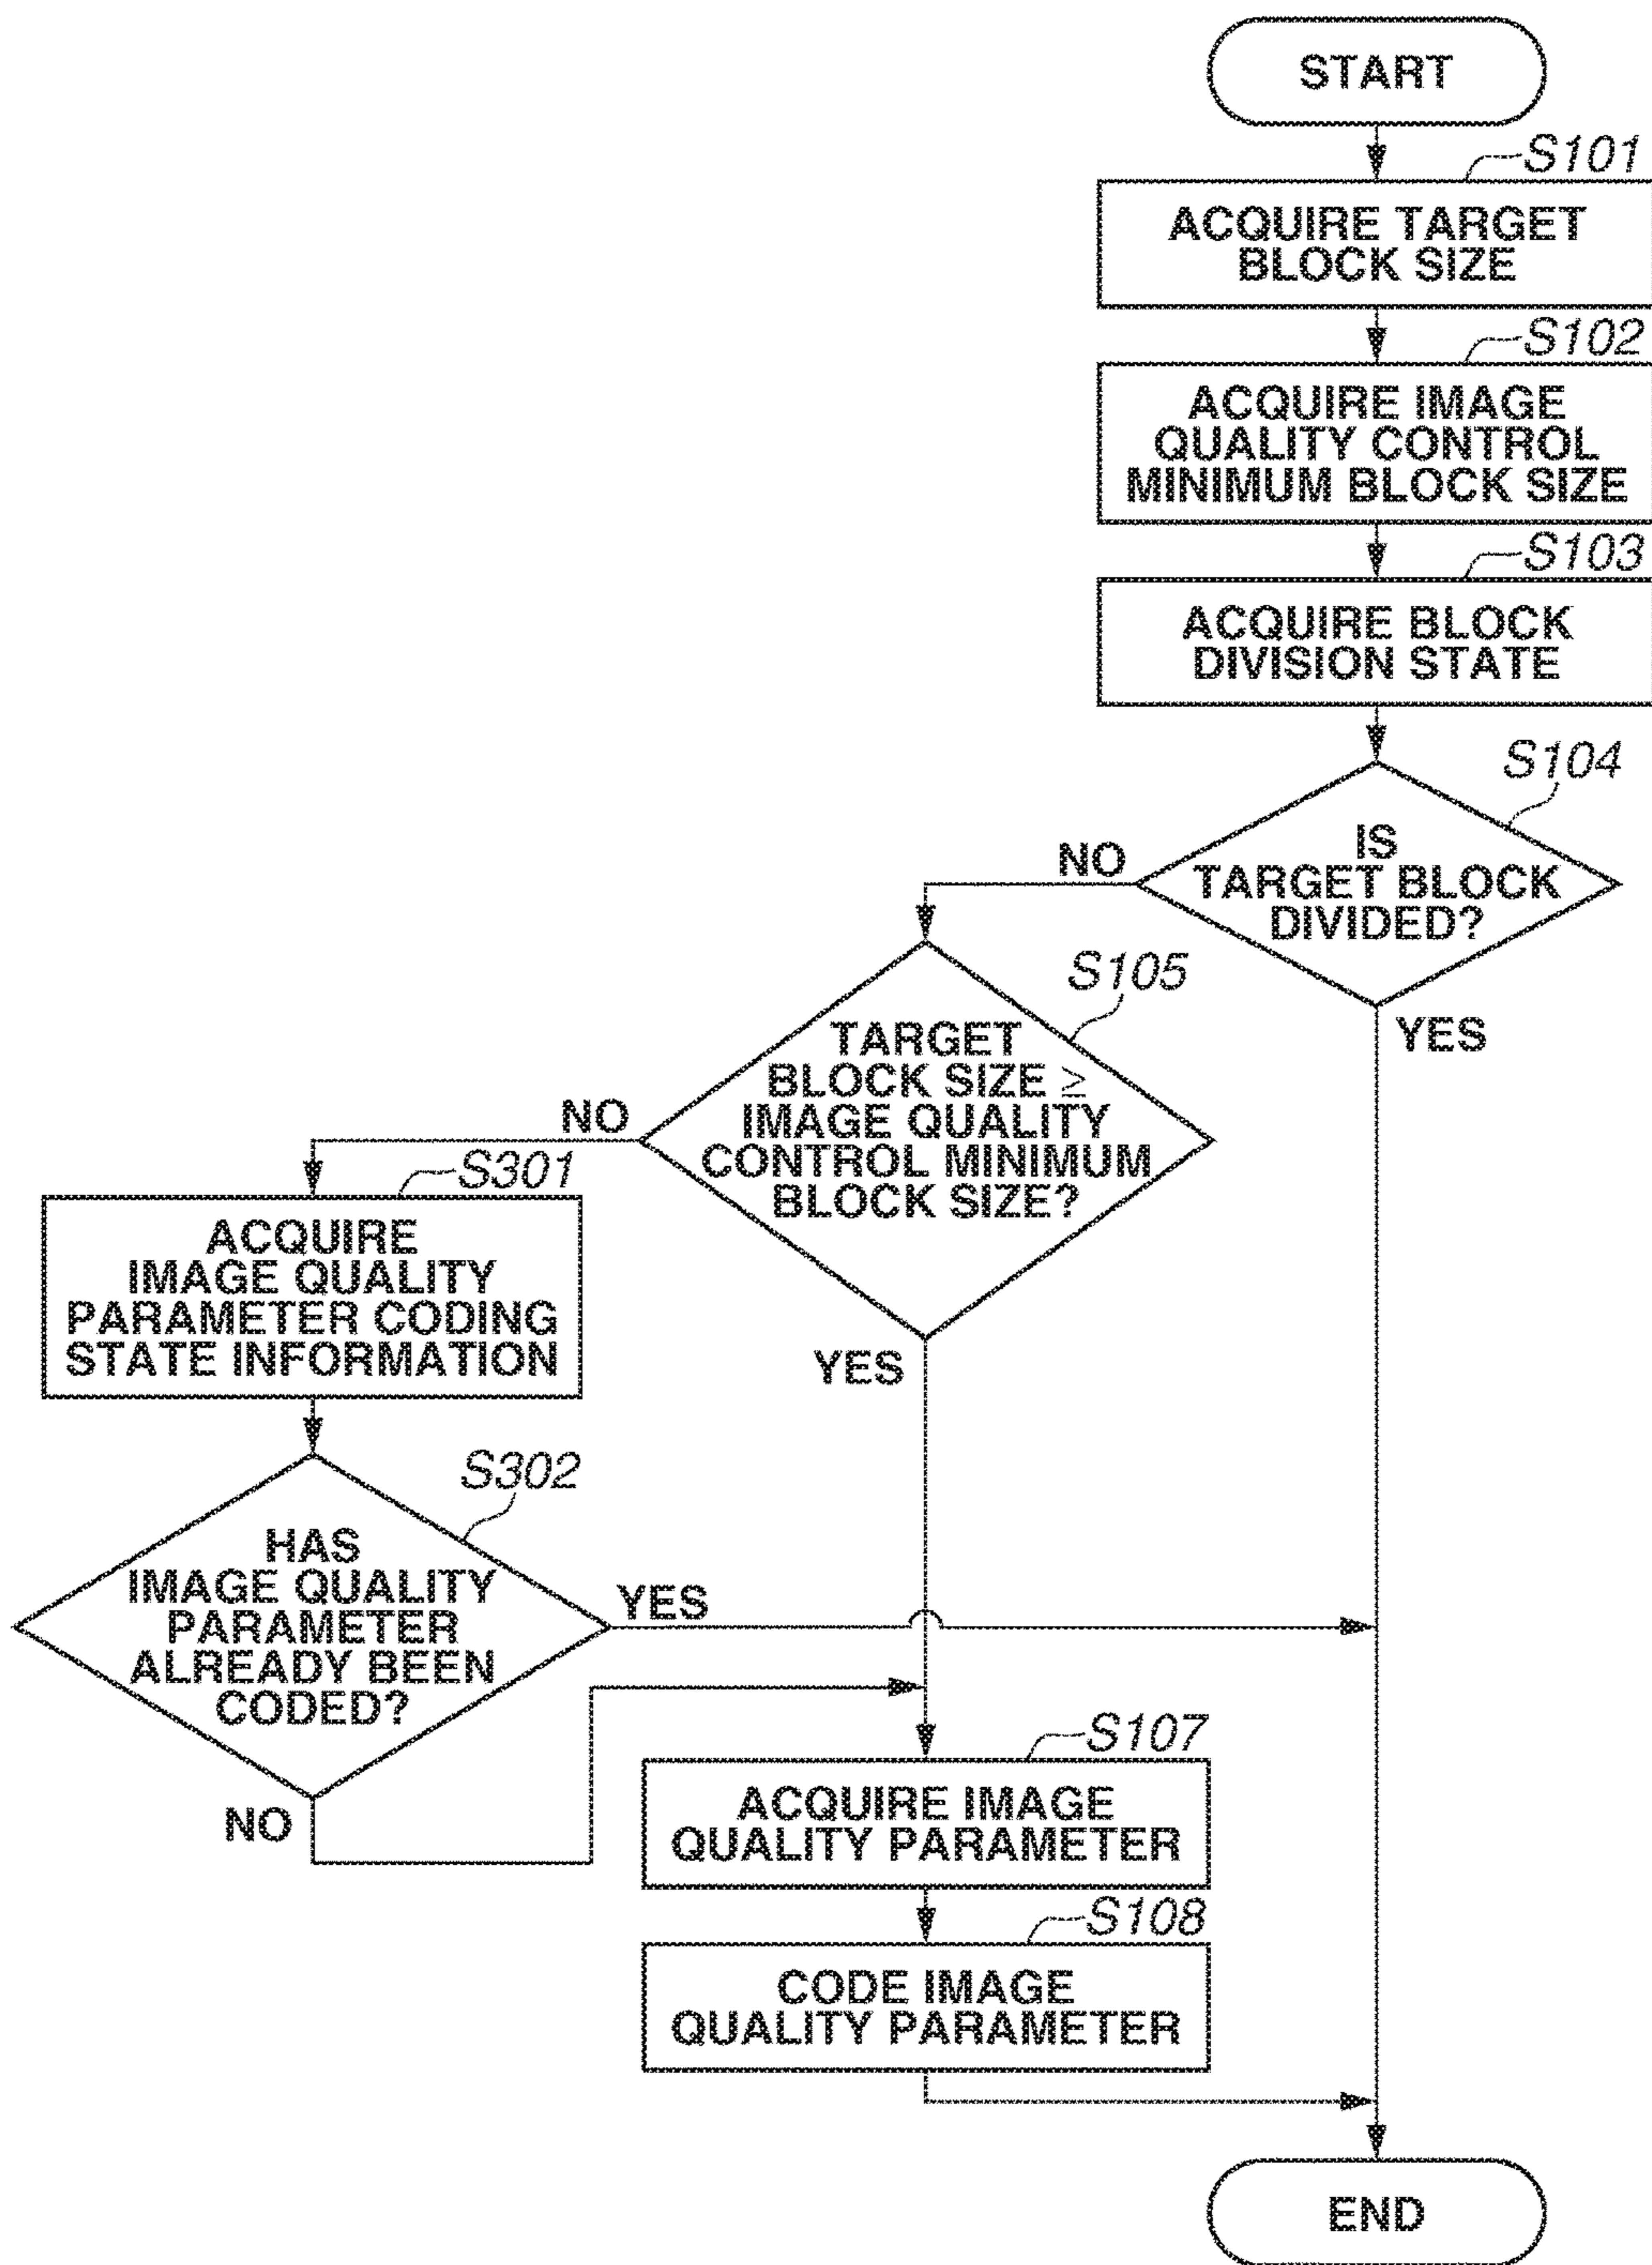 START
S101
ACQUIRE TARGET
BLOCK SIZE
S102
ACQUIRE IMAGE
QUALITY CONTROL
MINIMUM BLOCK SIZE
S103
ACQUIRE BLOCK
DIVISION STATE
S104
IS
TARGET BLOCK
DIVIDED?
NO
YES
S105
TARGET
BLOCK SIZE ≥
IMAGE QUALITY
CONTROL MINIMUM
BLOCK SIZE?
NO
YES
S301
ACQUIRE
IMAGE QUALITY
PARAMETER CODING
STATE INFORMATION
S302
HAS
IMAGE QUALITY
PARAMETER
ALREADY BEEN
CODED?
YES
NO
S107
ACQUIRE IMAGE
QUALITY PARAMETER
S108
CODE IMAGE
QUALITY PARAMETER
END